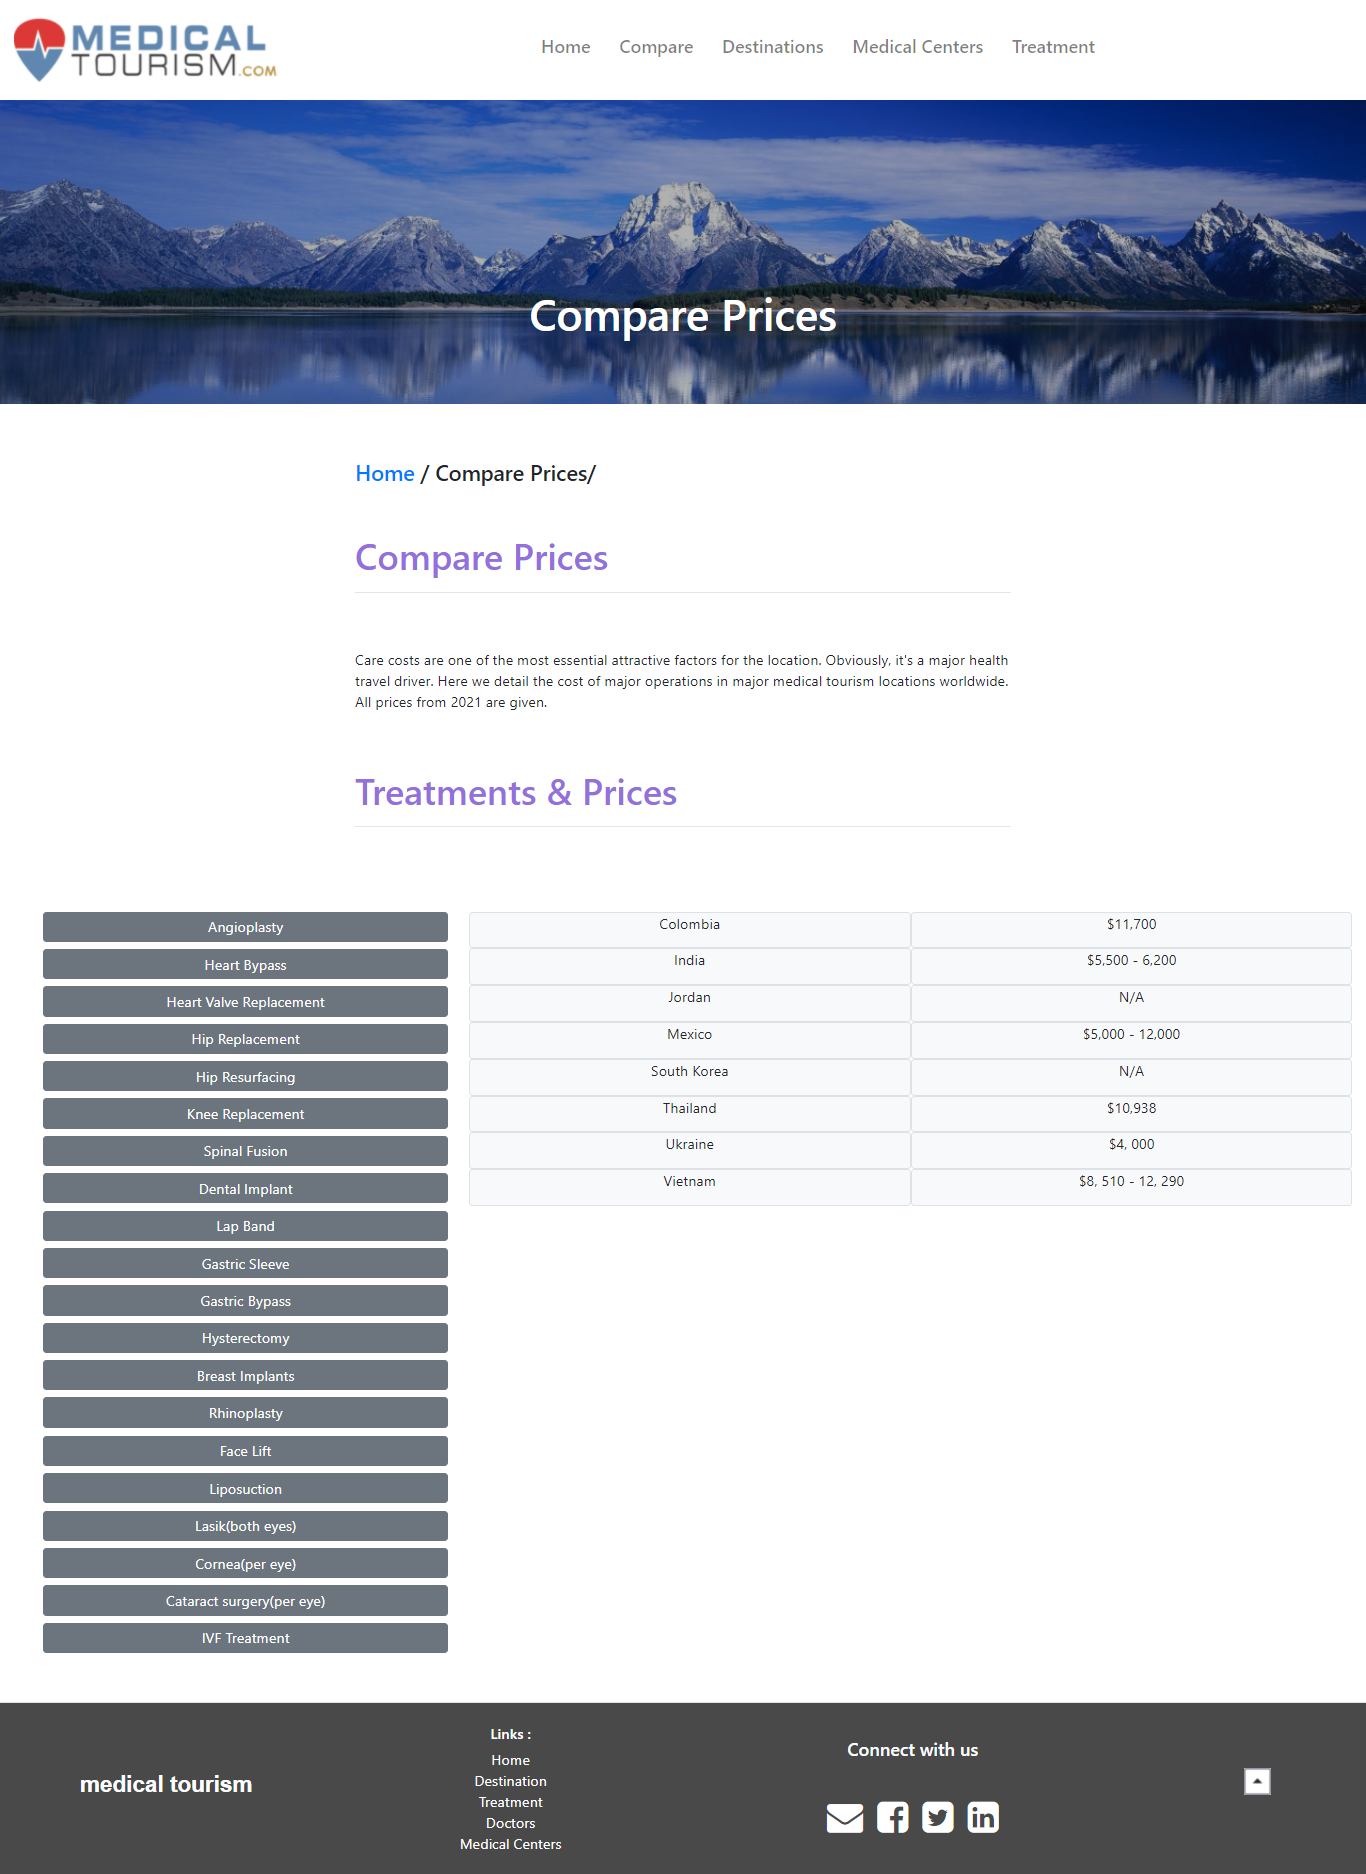 MEDICAL
TOURISM.COM
Home Compare Destinations Medical Centers Treatment
Compare Prices
Home / Compare Prices/
Compare Prices
Care costs are one of the most essential attractive factors for the location. Obviously, it's a major health
travel driver. Here we detail the cost of major operations in major medical tourism locations worldwide.
All prices from 2021 are given.
Treatments & Prices
Angioplasty
Heart Bypass
Heart Valve Replacement
Hip Replacement
Hip Resurfacing
Knee Replacement
Spinal Fusion
Dental Implant
Lap Band
Gastric Sleeve
Gastric Bypass
Hysterectomy
Breast Implants
Rhinoplasty
Face Lift
Liposuction
Lasik(both eyes)
Cornea(per eye)
Cataract surgery(per eye)
IVF Treatment
Colombia $11,700
India $5,500 - 6,200
Jordan N/A
Mexico $5,000 - 12,000
South Korea N/A
Thailand $10,938
Ukraine $4, 000
Vietnam $8, 510 - 12, 290
medical tourism
Links :
Home
Destination
Treatment
Doctors
Medical Centers
Connect with us